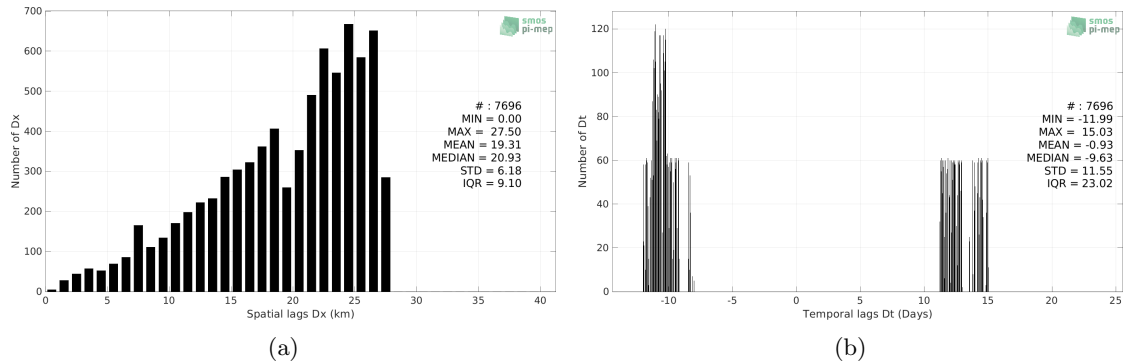 700
600
500
400
300
200
100
0
Number of Dx
0 5 10 15 20 25 30 35 40
Spatial lags Dx (km)
smos
pi-mep
# : 7696
MIN = 0.00
MAX = 27.50
MEAN = 19.31
MEDIAN = 20.93
STD = 6.18
IQR = 9.10
(a)
120
100
80
60
40
20
0
Number of Dt
-10 -5 0 5 10 15 20 25
Temporal lags Dt (Days)
smos
pi-mep
# : 7696
MIN = -11.99
MAX = 15.03
MEAN = -0.93
MEDIAN = -9.63
STD = 11.55
IQR = 23.02
(b)